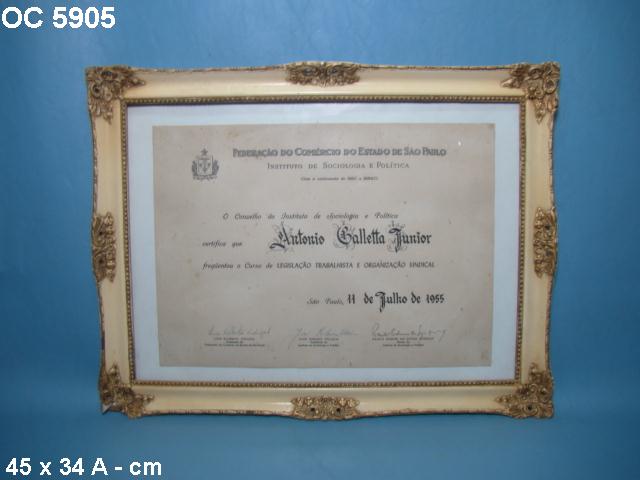 OC 5905
FEDERAÇÃO DO COMÉRCIO DO ESTADO DE SÃO PAULO
INSTITUTO DE SOCIOLOGIA E POLÍTICA
O Conselho do Instituto de Sociologia e Política
certifica que Antonio Galletta Junior
freqüentou o Curso de LEGISLAÇÃO TRABALHISTA E ORGANIZAÇÃO SINDICAL
São Paulo, 11 de Julho de 1955
45 x 34 A - cm